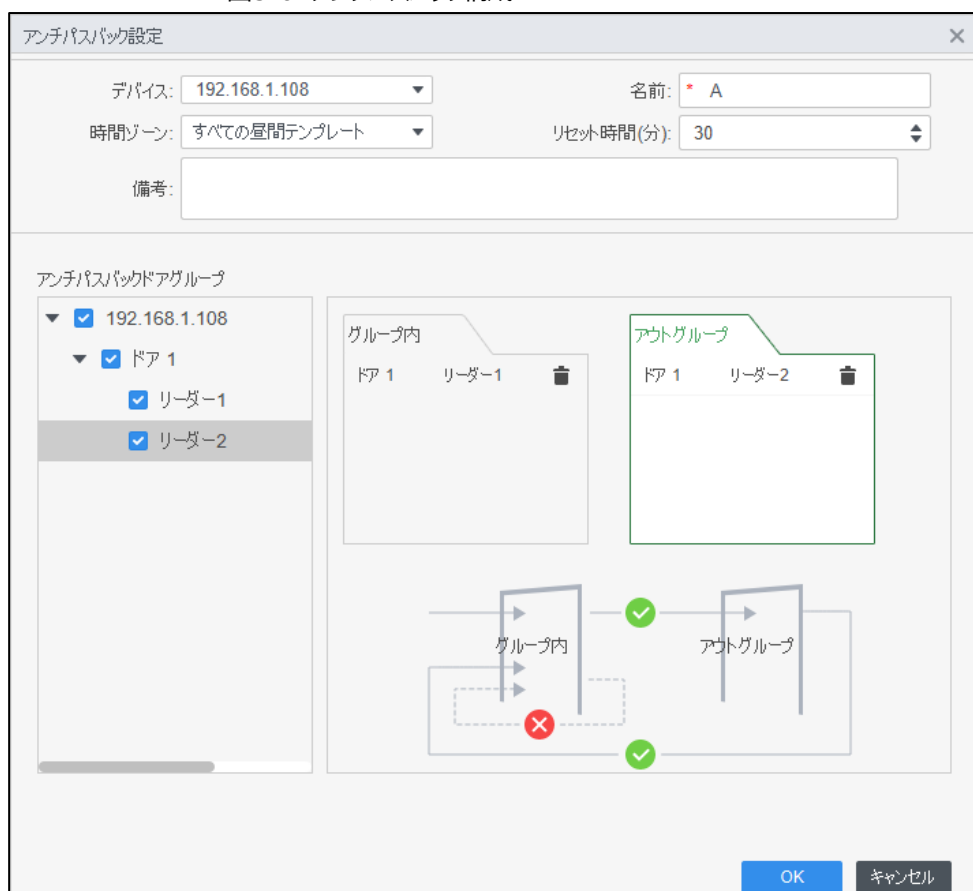 アンチパスバック設定
デバイス: 192.168.1.108 名前: * A
時間ゾーン: すべての昼間テンプレート リセット時間(分): 30
備考:
アンチパスバックドアグループ
192.168.1.108
ドア 1
リーダー1
リーダー2
グループ内
ドア 1 リーダー1
アウトグループ
ドア 1 リーダー2
グループ内
アウトグループ
OK キャンセル